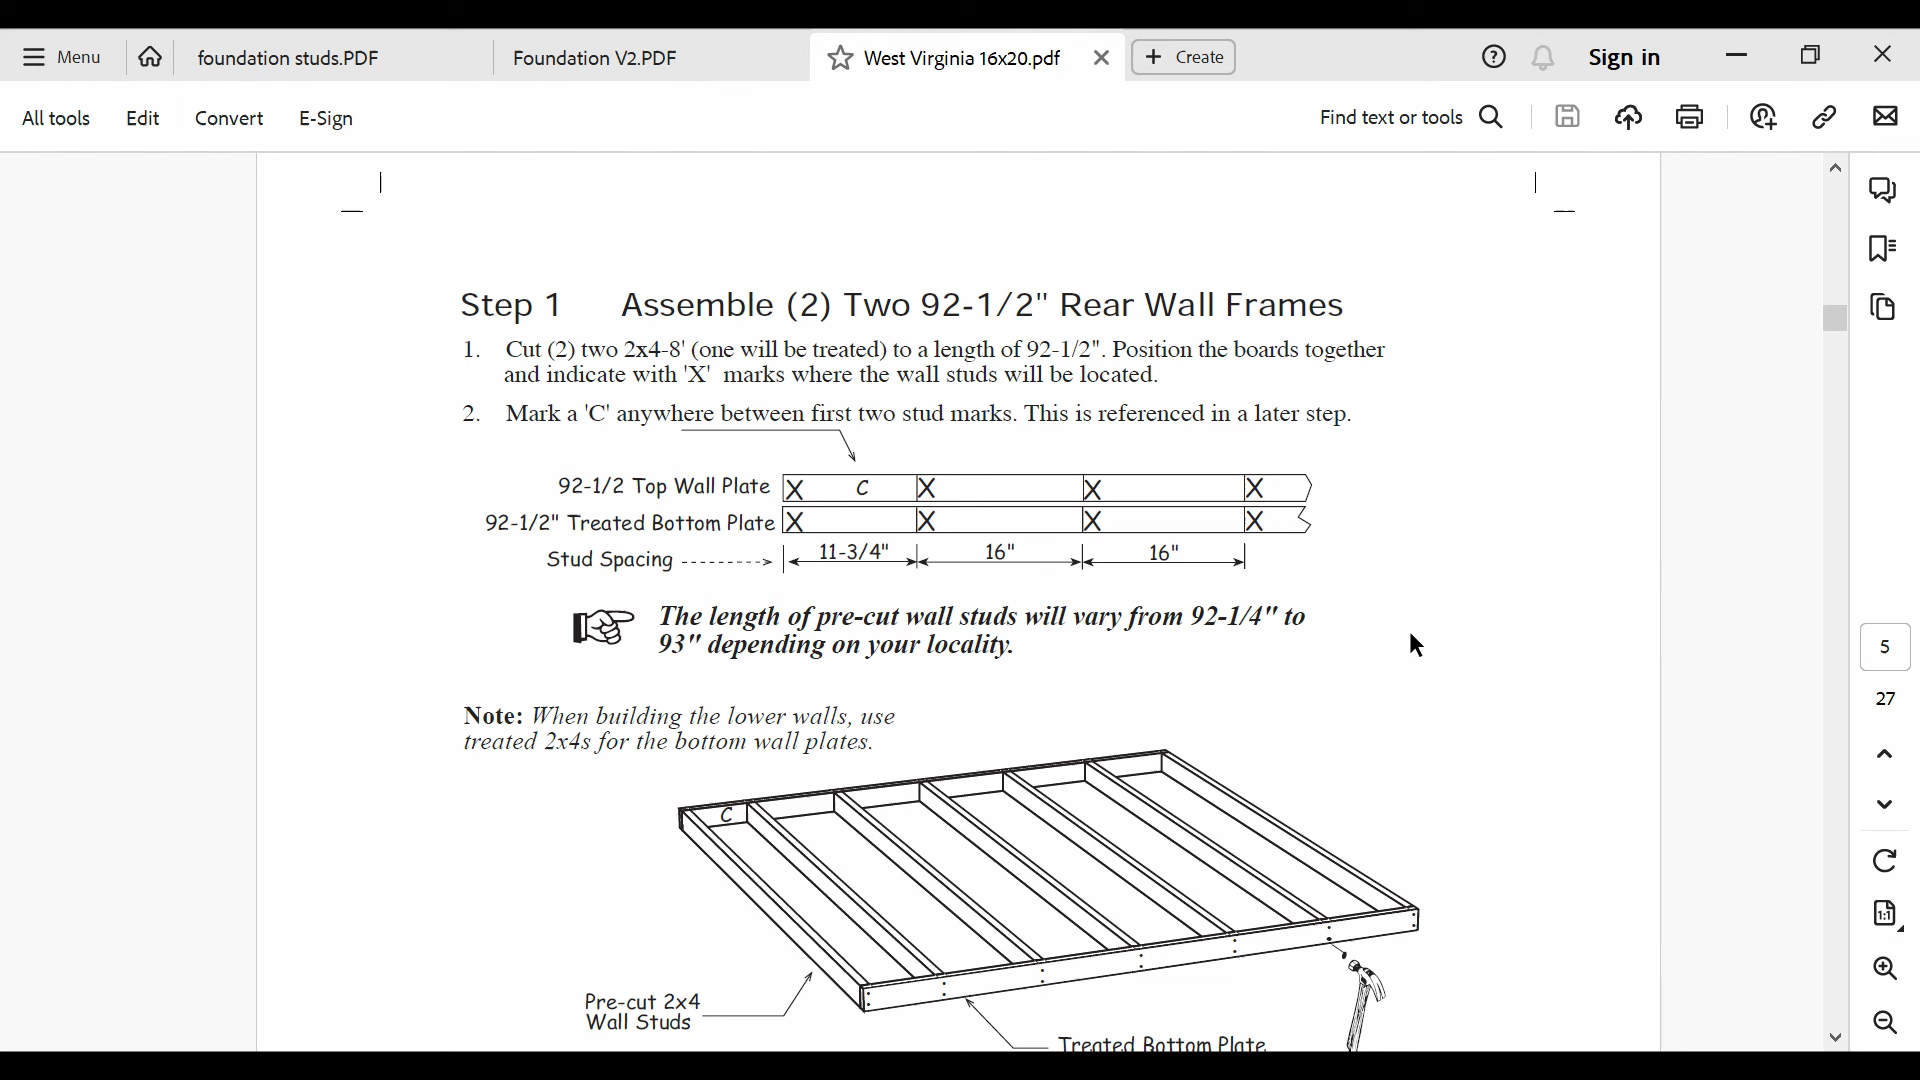 Menu
foundation studs.PDF
Foundation V2.PDF
West Virginia 16x20.pdf
Create
Sign in
All tools
Edit
Convert
E-Sign
Find text or tools
Step 1 Assemble (2) Two 92-1/2" Rear Wall Frames
1. Cut (2) two 2x4-8' (one will be treated) to a length of 92-1/2". Position the boards together
and indicate with 'X' marks where the wall studs will be located.
2. Mark a 'C' anywhere between first two stud marks. This is referenced in a later step.
92-1/2 Top Wall Plate X C X X X
92-1/2" Treated Bottom Plate X X X X
Stud Spacing 11-3/4" 16" 16"
The length of pre-cut wall studs will vary from 92-1/4" to
93" depending on your locality.
Note: When building the lower walls, use
treated 2x4s for the bottom wall plates.
C
Pre-cut 2x4
Wall Studs
Treated Bottom Plate
5
27
1:1